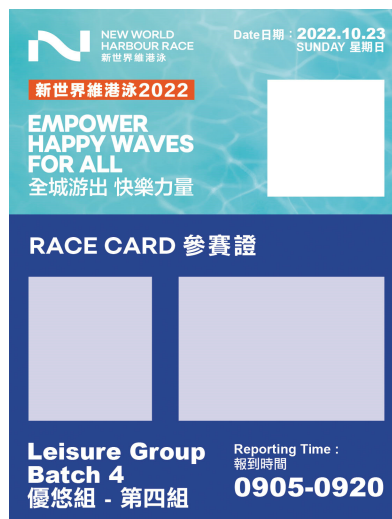 NEW WORLD
HARBOUR RACE
新世界維港泳
Date日期：2022.10.23
SUNDAY 星期日
新世界維港泳2022
EMPOWER
HAPPY WAVES
FOR ALL
全城游出 快樂力量
RACE CARD 參賽證
Leisure Group
Batch 4
優悠組 - 第四組
Reporting Time :
報到時間
0905-0920